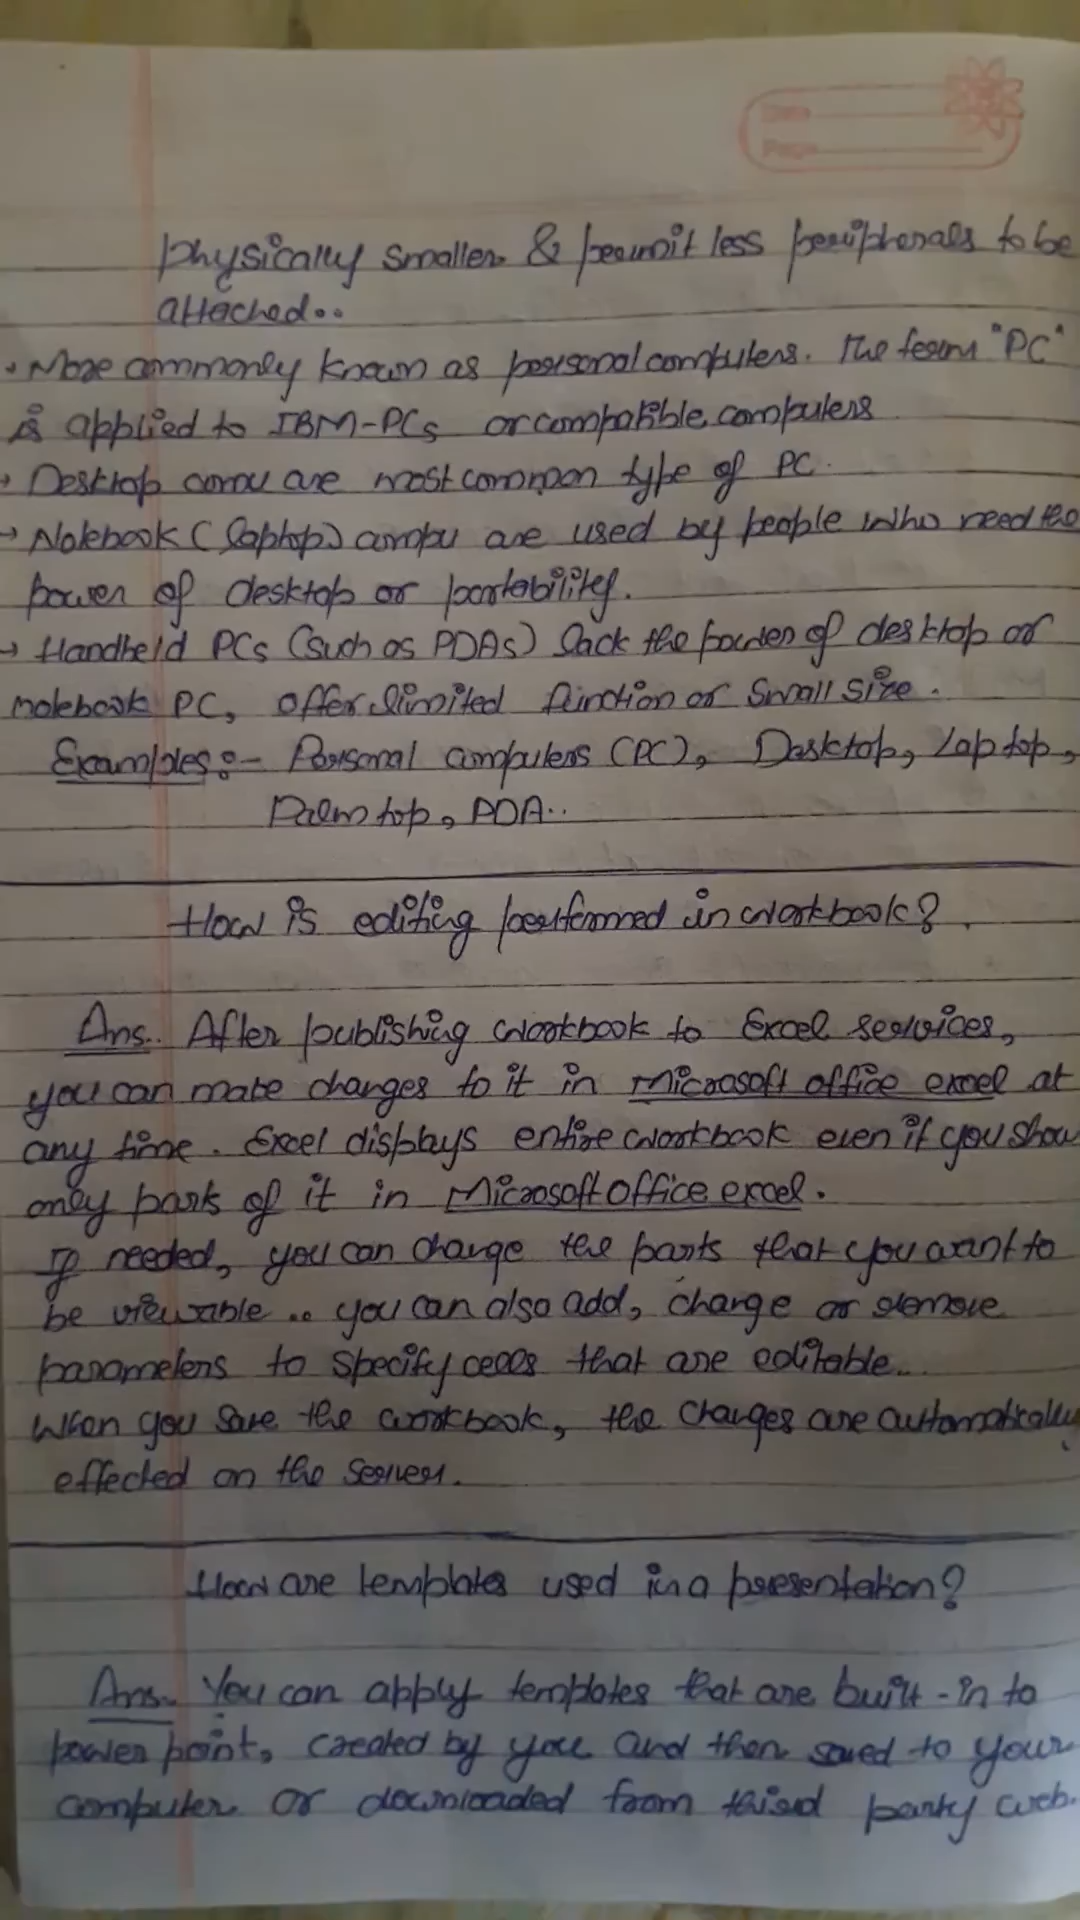 Date
Page
Physically smaller & permit less peripherals to be
attached..
. More commonly known as personal computers. The term "PC"
is applied to IBM-PCs or compatible computers
→ Desktop are most common type of PC.
→ Notebook (laptop) compu are used by people who need the
power of desktop or portability.
→ Handheld PCs (such as PDAs) lack the power of desktop or
notebook PC, offer limited function or small size.
Examples:- Personal computers (PC), Desktop, Laptop,
Palm top, PDA..
How is editing performed in workbook?
Ans. After publishing workbook to Excel services,
you can make changes to it in Microsoft office excel at
any time. Excel displays entire workbook even if you show
only parts of it in Microsoft office excel.
If needed, you can change the parts that you want to
be viewable .. you can also add, change or remove
parameters to specify cells that are editable..
When you save the workbook, the changes are automatically
effected on the server.
How are templates used in a presentation?
Ans. You can apply templates that are built-in to
power point, created by you and then saved to your
computer or downloaded from third party web.